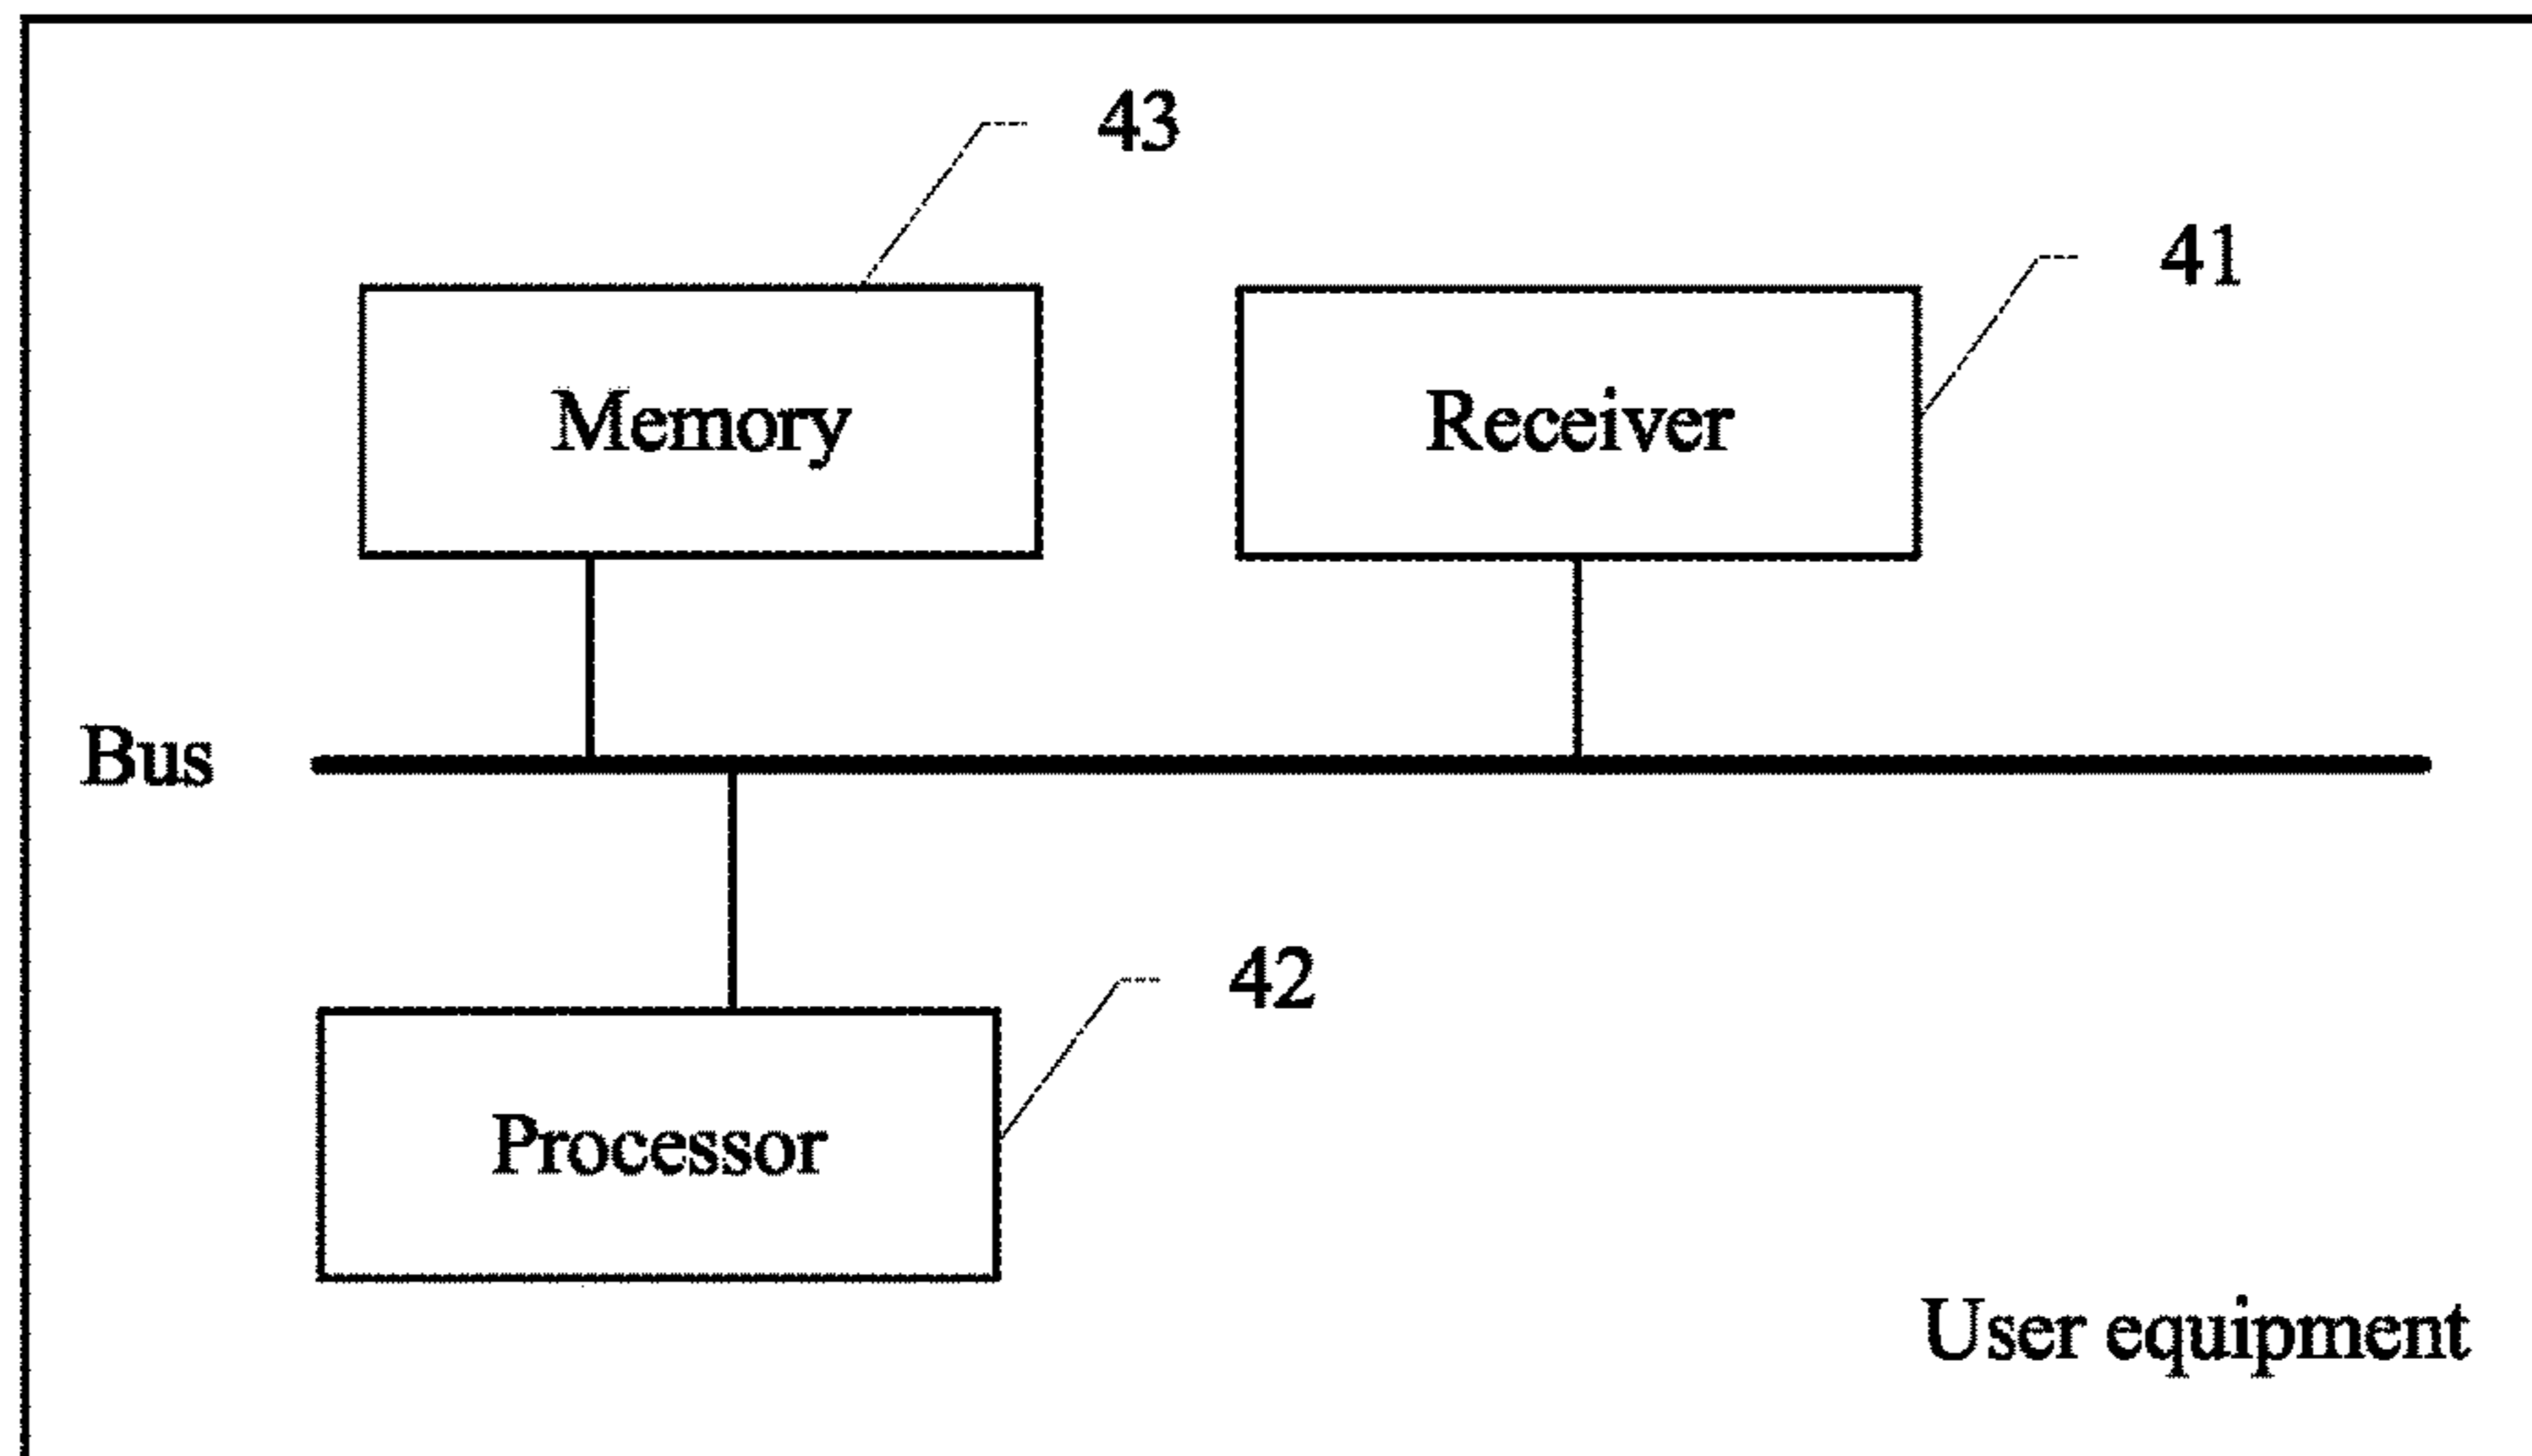 43
41
Memory
Receiver
Bus
42
Processor
User equipment